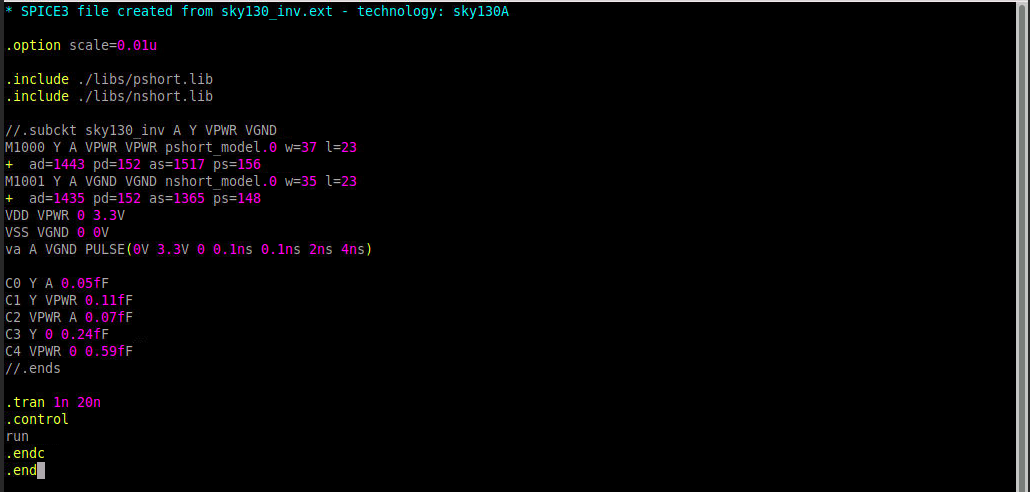 * SPICE3 file created from sky130_inv.ext - technology: sky130A
.option scale=0.01u
.include ./libs/pshort.lib
.include ./libs/nshort.lib
//.subckt sky130_inv A Y VPWR VGND
M1000 Y A VPWR VPWR pshort_model.0 w=37 l=23
+  ad=1443 pd=152 as=1517 ps=156
M1001 Y A VGND VGND nshort_model.0 w=35 l=23
+  ad=1435 pd=152 as=1365 ps=148
VDD VPWR 0 3.3V
VSS VGND 0 0V
va A VGND PULSE(0V 3.3V 0 0.1ns 0.1ns 2ns 4ns)
C0 Y A 0.05fF
C1 Y VPWR 0.11fF
C2 VPWR A 0.07fF
C3 Y 0 0.24fF
C4 VPWR 0 0.59fF
//.ends
.tran 1n 20n
.control
run
.endc
.end